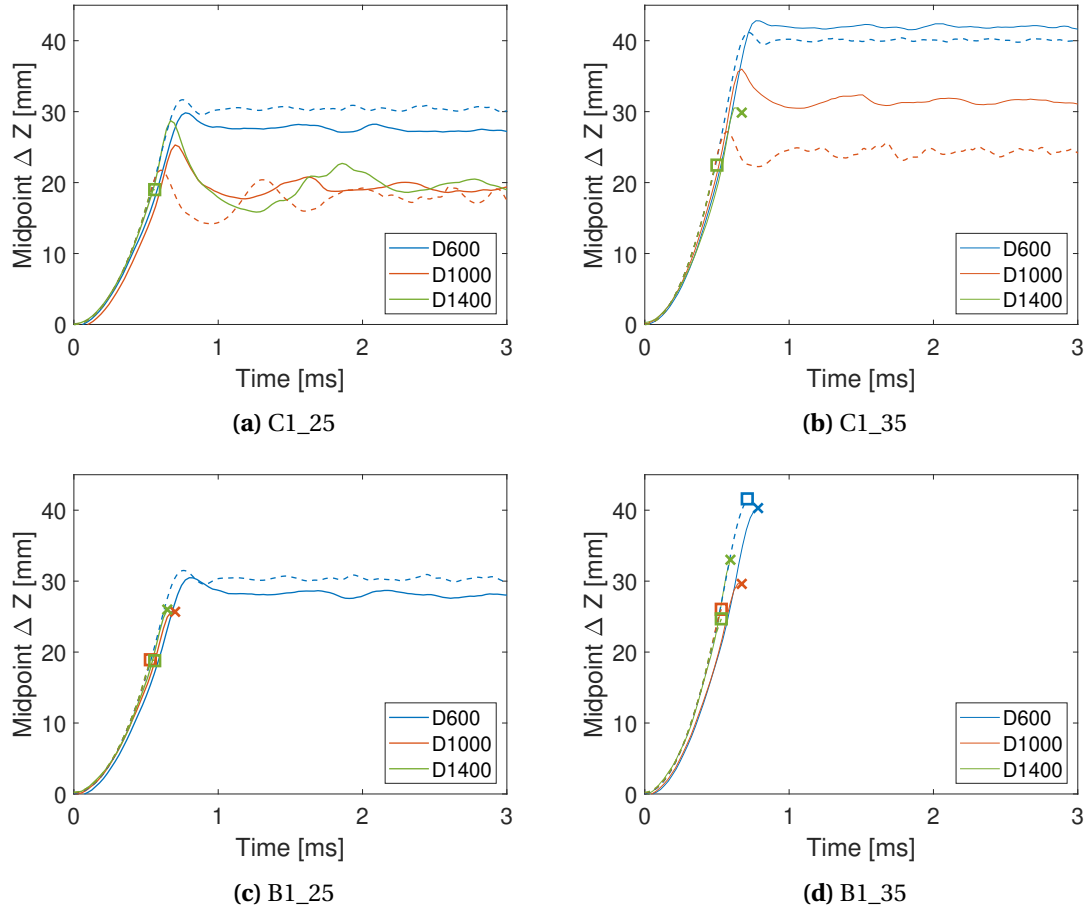 40
30
20
10
0
0 1 2 3
Midpoint Δ Z [mm]
Time [ms]
D600
D1000
D1400
(a) C1_25
40
30
20
10
0
0 1 2 3
Midpoint Δ Z [mm]
Time [ms]
D600
D1000
D1400
(b) C1_35
40
30
20
10
0
0 1 2 3
Midpoint Δ Z [mm]
Time [ms]
D600
D1000
D1400
(c) B1_25
40
30
20
10
0
0 1 2 3
Midpoint Δ Z [mm]
Time [ms]
D600
D1000
D1400
(d) B1_35